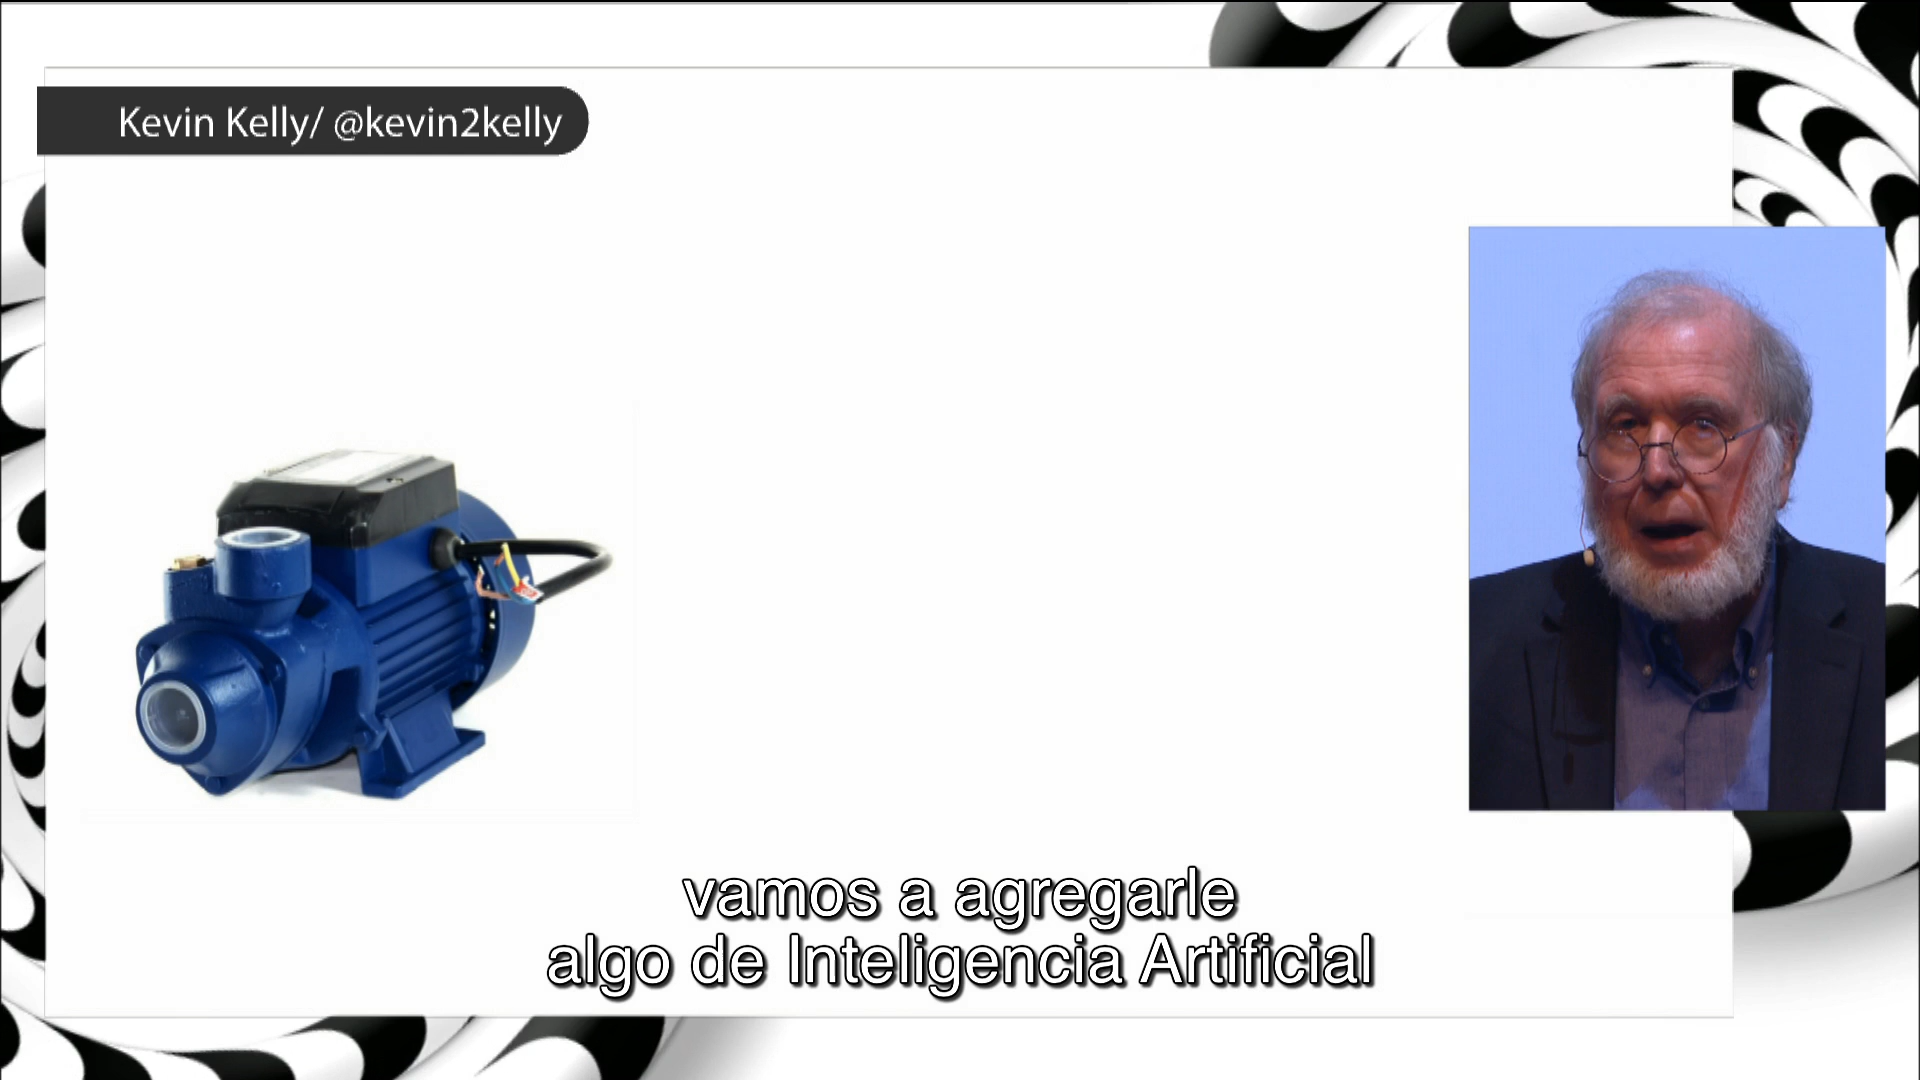 Kevin Kelly/ @kevin2kelly
vamos a agregarle
algo de Inteligencia Artificial